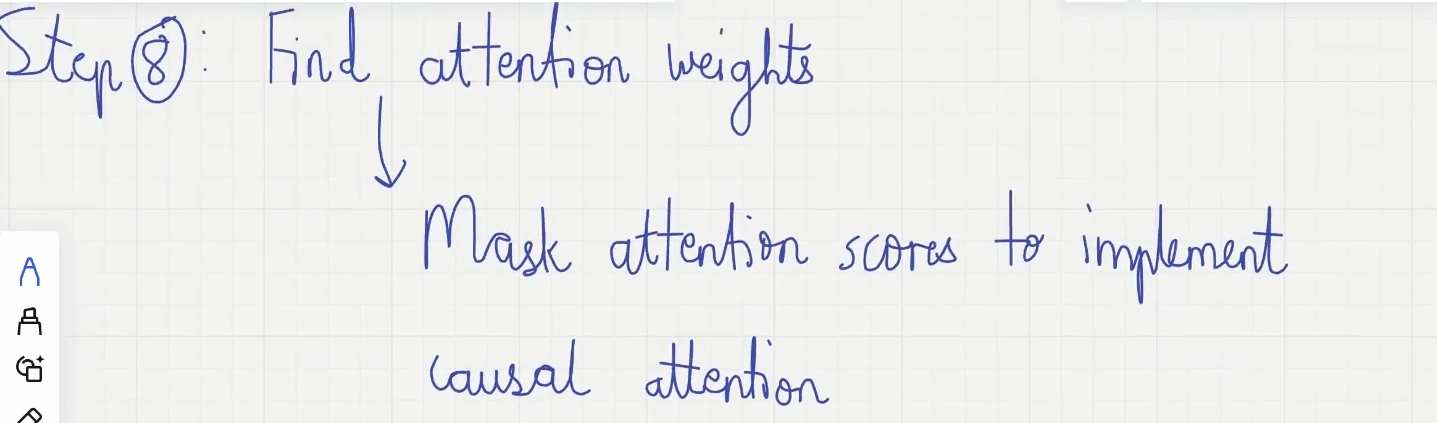 Step ⑧: Find attention weights
Mask attention scores to implement
causal attention